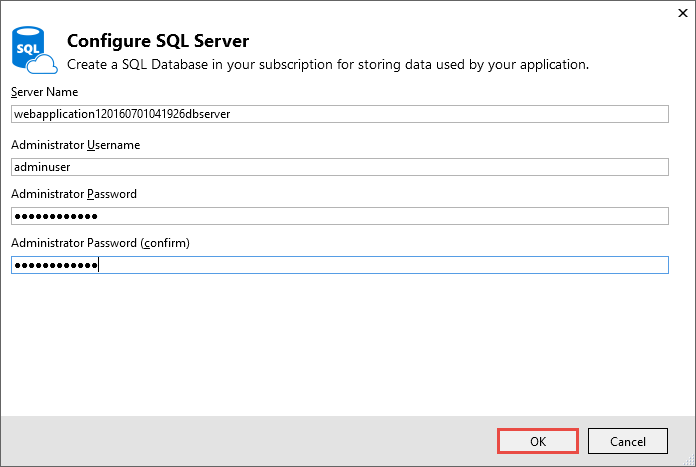 SQL
Configure SQL Server
Create a SQL Database in your subscription for storing data used by your application.
Server Name
webapplication120160701041926dbserver
Administrator Username
adminuser
Administrator Password
●●●●●●●●●●●●
Administrator Password (confirm)
●●●●●●●●●●●●
OK
Cancel